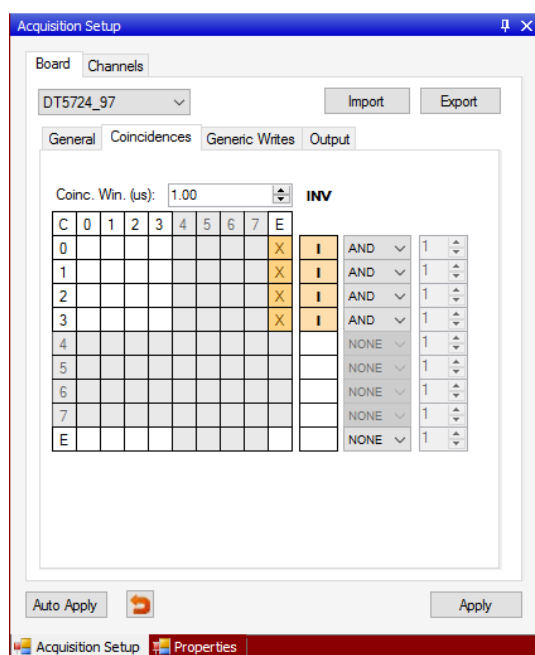 Acquisition Setup
Board Channels
DT5724_97 Import Export
General Coincidences Generic Writes Output
Coinc. Win. (us): 1.00 INV
C 0 1 2 3 4 5 6 7 E
0 X I AND 1
1 X I AND 1
2 X I AND 1
3 X I AND 1
4 NONE 1
5 NONE 1
6 NONE 1
7 NONE 1
E NONE 1
Auto Apply Apply
Acquisition Setup Properties